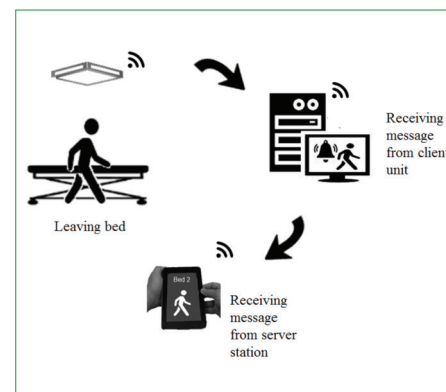 Receiving
message
from client
unit
Leaving bed
Bed 2
Receiving
message
from server
station